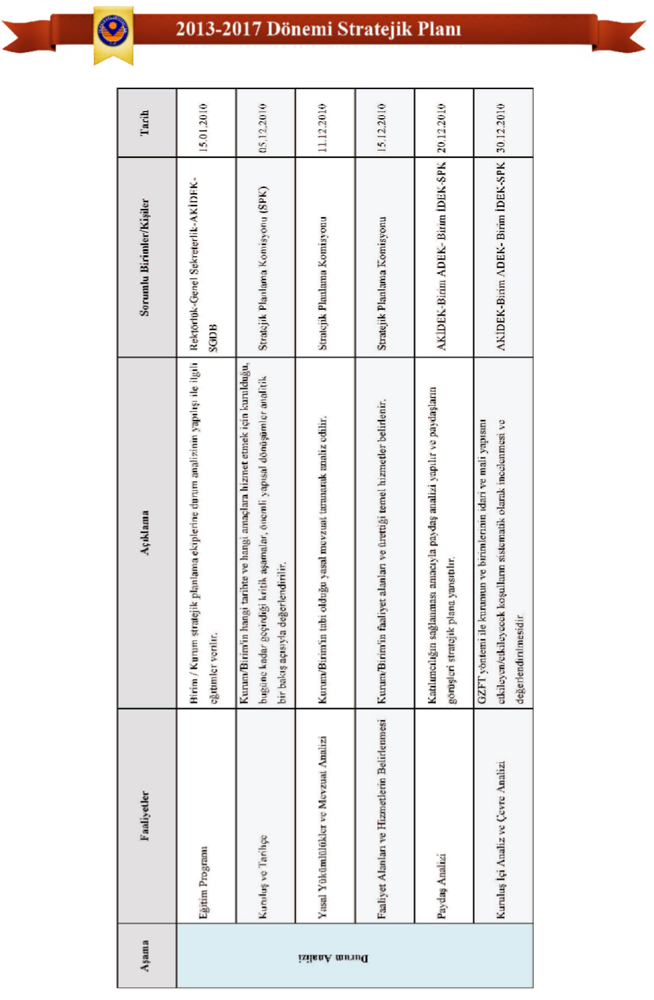 2013-2017 Dönemi Stratejik Planı
Aşama
Faaliyetler
Açıklama
Sorumlu Birimler/Kişiler
Tarih
Durum Analizi
Eğitim Programı
Birim / Kurum stratejik planlama ekiplerine durum analizinin yapılışı ile ilgili
eğitimler verilir.
Rektörlük-Genel Sekreterlik-AKİDEK-
SGDB
15.01.2010
Kuruluş ve Tarihçe
Kurum/Birim'in hangi tarihte ve hangi amaçlara hizmet etmek için kurulduğu,
bugüne kadar geçirdiği kritik aşamalar, önemli yapısal dönüşümler analitik
bir bakış açısıyla değerlendirilir.
Stratejik Planlama Komisyonu (SPK)
05.12.2010
Yasal Yükümlülükler ve Mevzuat Analizi
Kurum/Birim'in tabi olduğu yasal mevzuat taranarak analiz edilir.
Stratejik Planlama Komisyonu
11.12.2010
Faaliyet Alanları ve Hizmetlerin Belirlenmesi
Kurum/Birim'in faaliyet alanları ve ürettiği temel hizmetler belirlenir.
Stratejik Planlama Komisyonu
15.12.2010
Paydaş Analizi
Katılımcılığın sağlanması amacıyla paydaş analizi yapılır ve paydaşların
görüşleri stratejik plana yansıtılır.
AKİDEK-Birim ADEK- Birim İDEK-SPK
20.12.2010
Kuruluş İçi Analiz ve Çevre Analizi
GZFT yöntemi ile kurumun ve birimlerinin idari ve mali yapısını
etkileyen/etkileyecek koşulların sistematik olarak incelenmesi ve
değerlendirilmesidir.
AKİDEK-Birim ADEK- Birim İDEK-SPK
30.12.2010